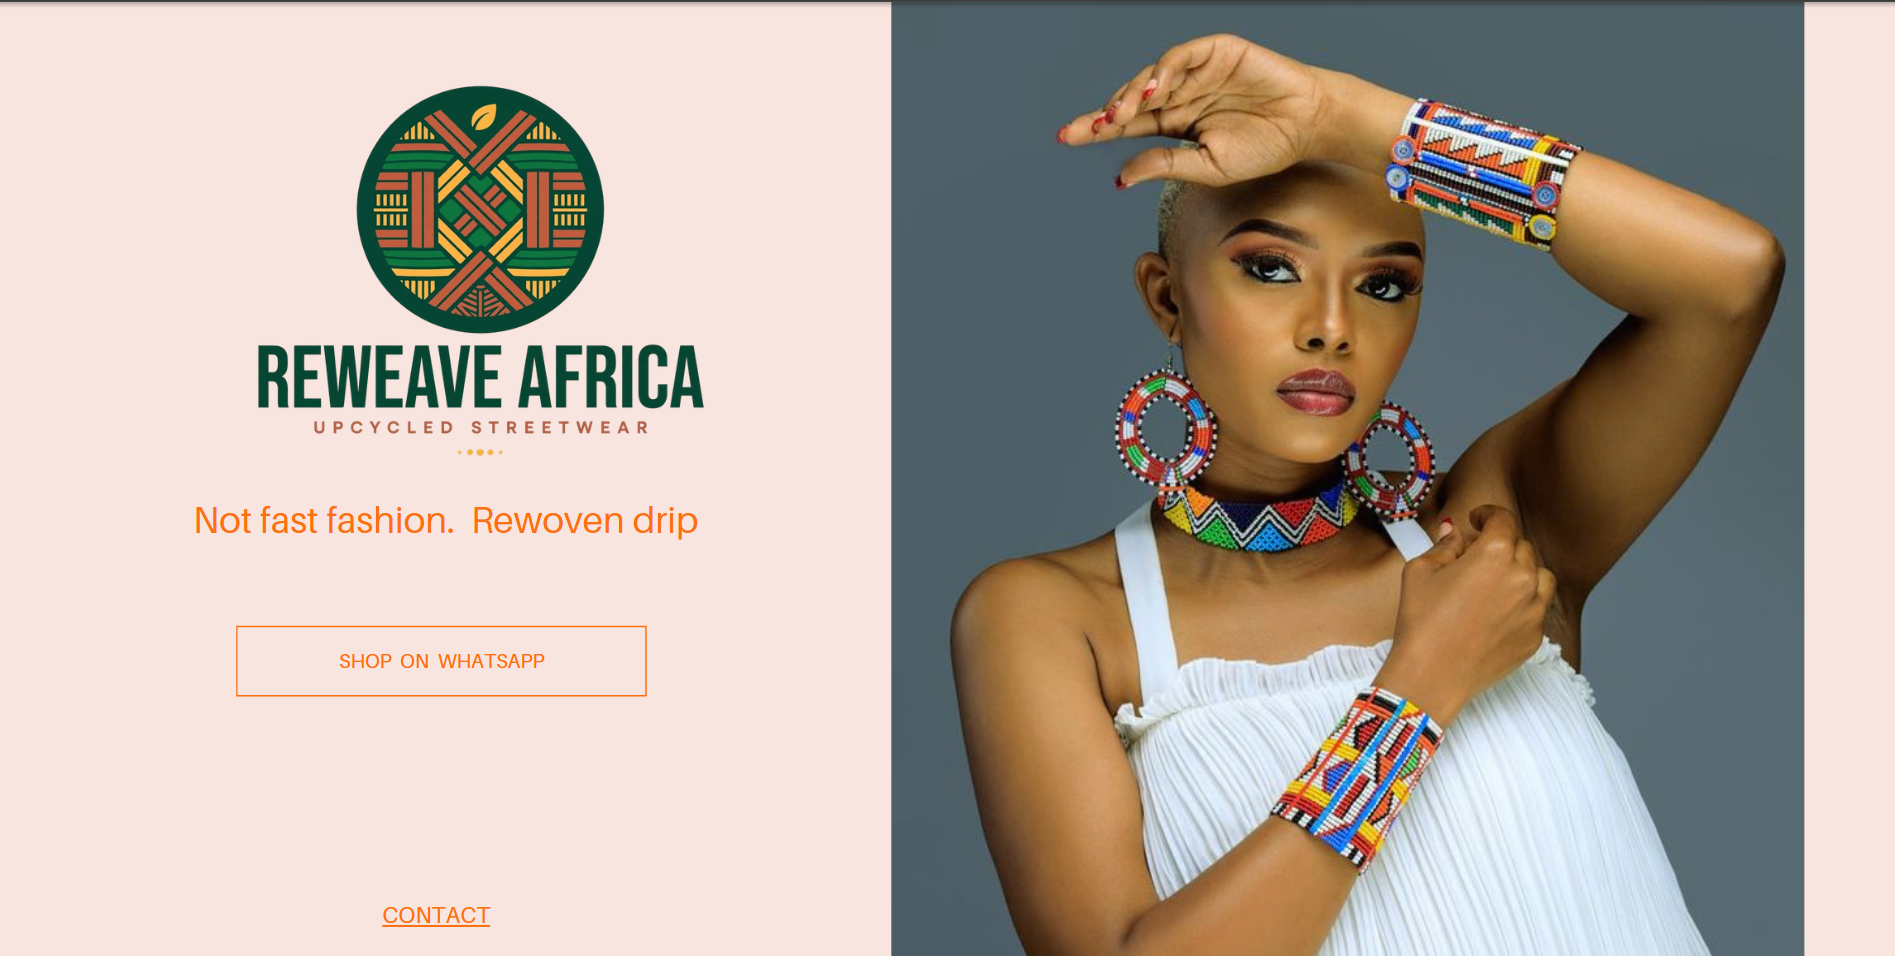 REWEAVE AFRICA
UPCYCLED STREETWEAR
Not fast fashion.  Rewoven drip
SHOP ON WHATSAPP
CONTACT